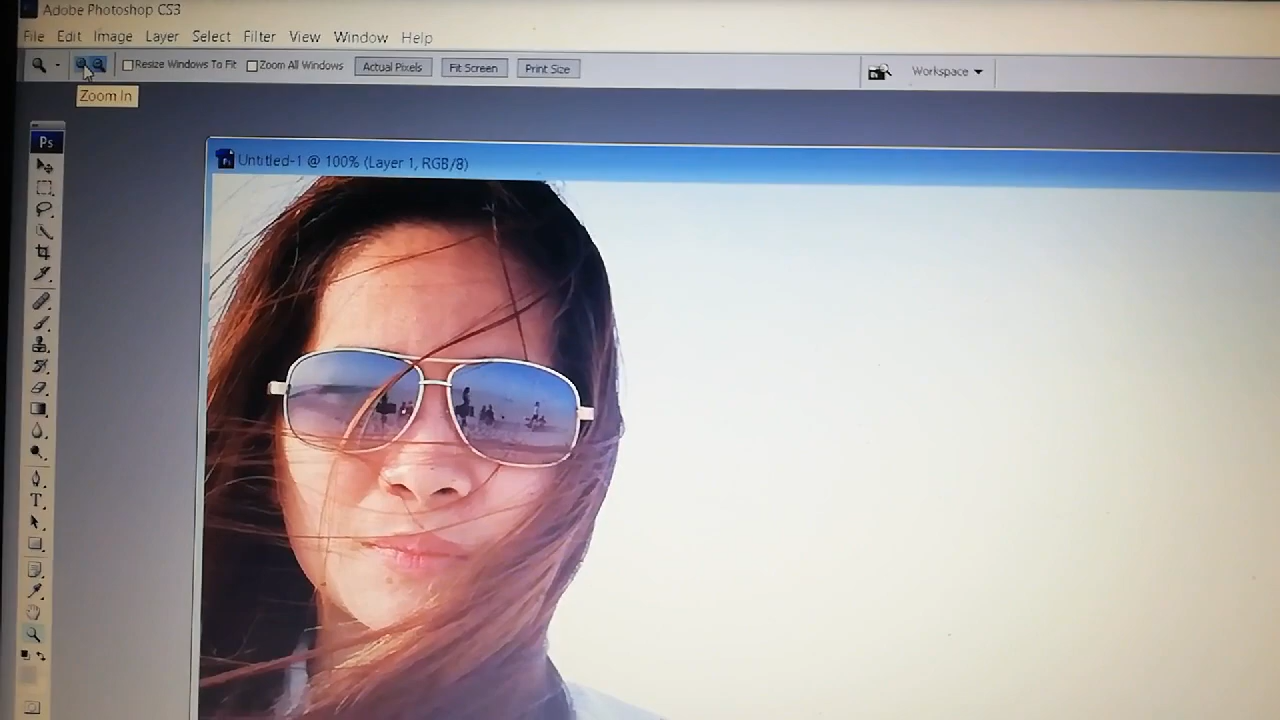 Adobe Photoshop CS3
File Edit Image Layer Select Filter View Window Help
Resize Windows To Fit Zoom All Windows Actual Pixels Fit Screen Print Size Workspace
Zoom In
Ps
Untitled-1 @ 100% (Layer 1, RGB/8)
T